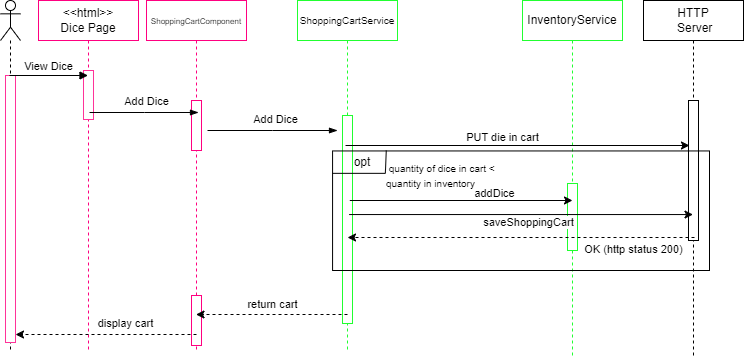 <<html>>
Dice Page
ShoppingCartComponent
ShoppingCartService
InventoryService
HTTP
Server
View Dice
Add Dice
Add Dice
PUT die in cart
opt
quantity of dice in cart <
quantity in inventory
addDice
saveShoppingCart
OK (http status 200)
return cart
display cart